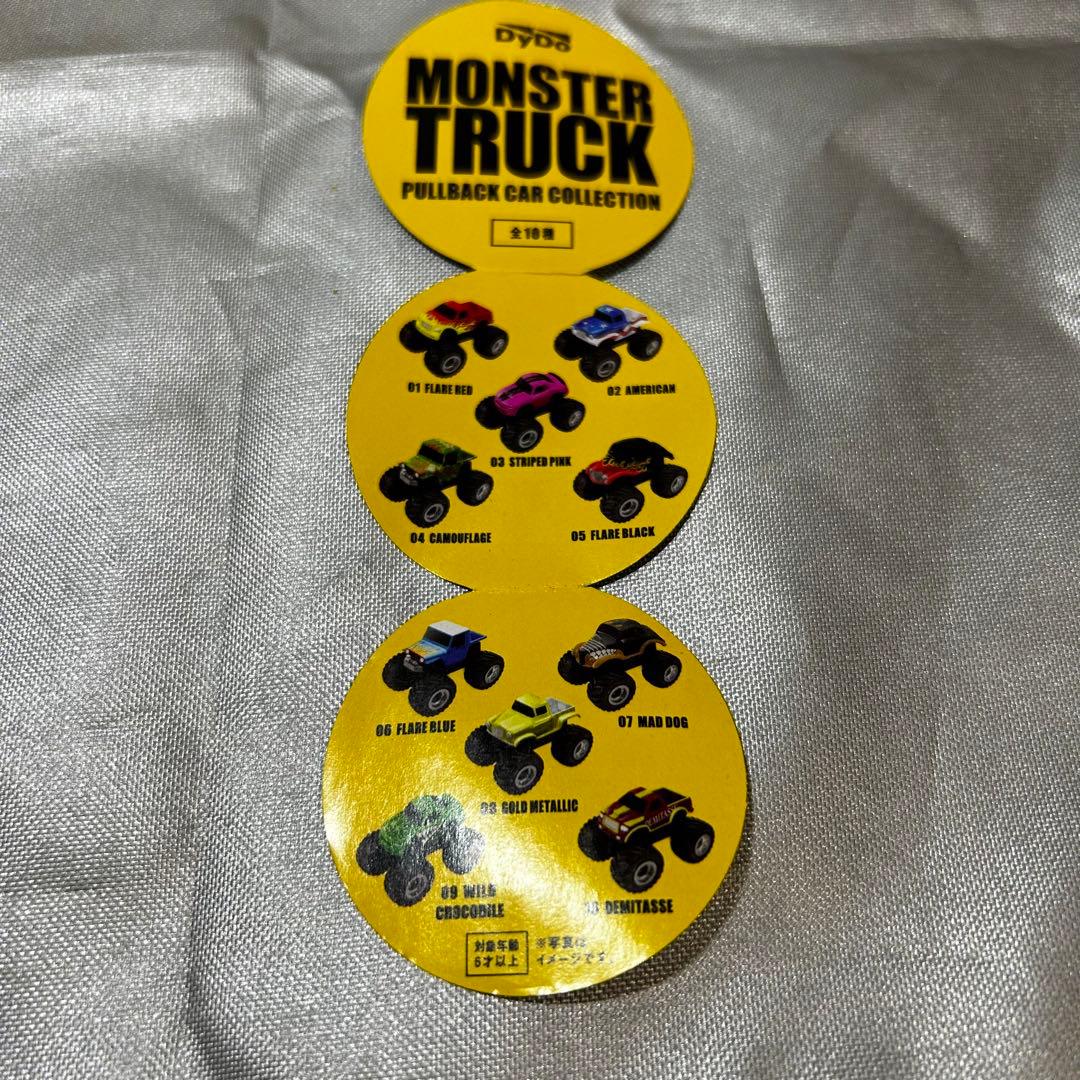 DyDo
MONSTER
TRUCK
PULLBACK CAR COLLECTION
全10種
01 FLARE RED
02 AMERICAN
03 STRIPED PINK
04 CAMOUFLAGE
05 FLARE BLACK
06 FLARE BLUE
07 MAD DOG
08 GOLD METALLIC
09 WILD
CROCODILE
10 DEMITASSE
対象年齢
6才以上
※写真は
イメージです。